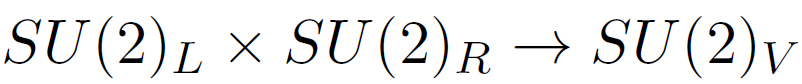 SU(2)_L × SU(2)_R → SU(2)_V